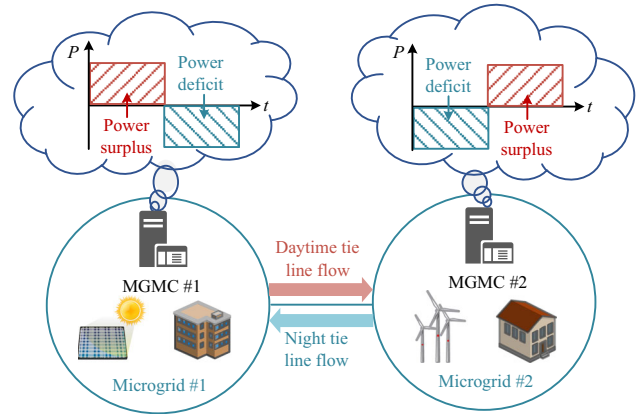 P
Power
deficit
t
Power
surplus
P
Power
deficit
t
Power
surplus
MGMC #1
Daytime tie
line flow
MGMC #2
Night tie
line flow
Microgrid #1
Microgrid #2